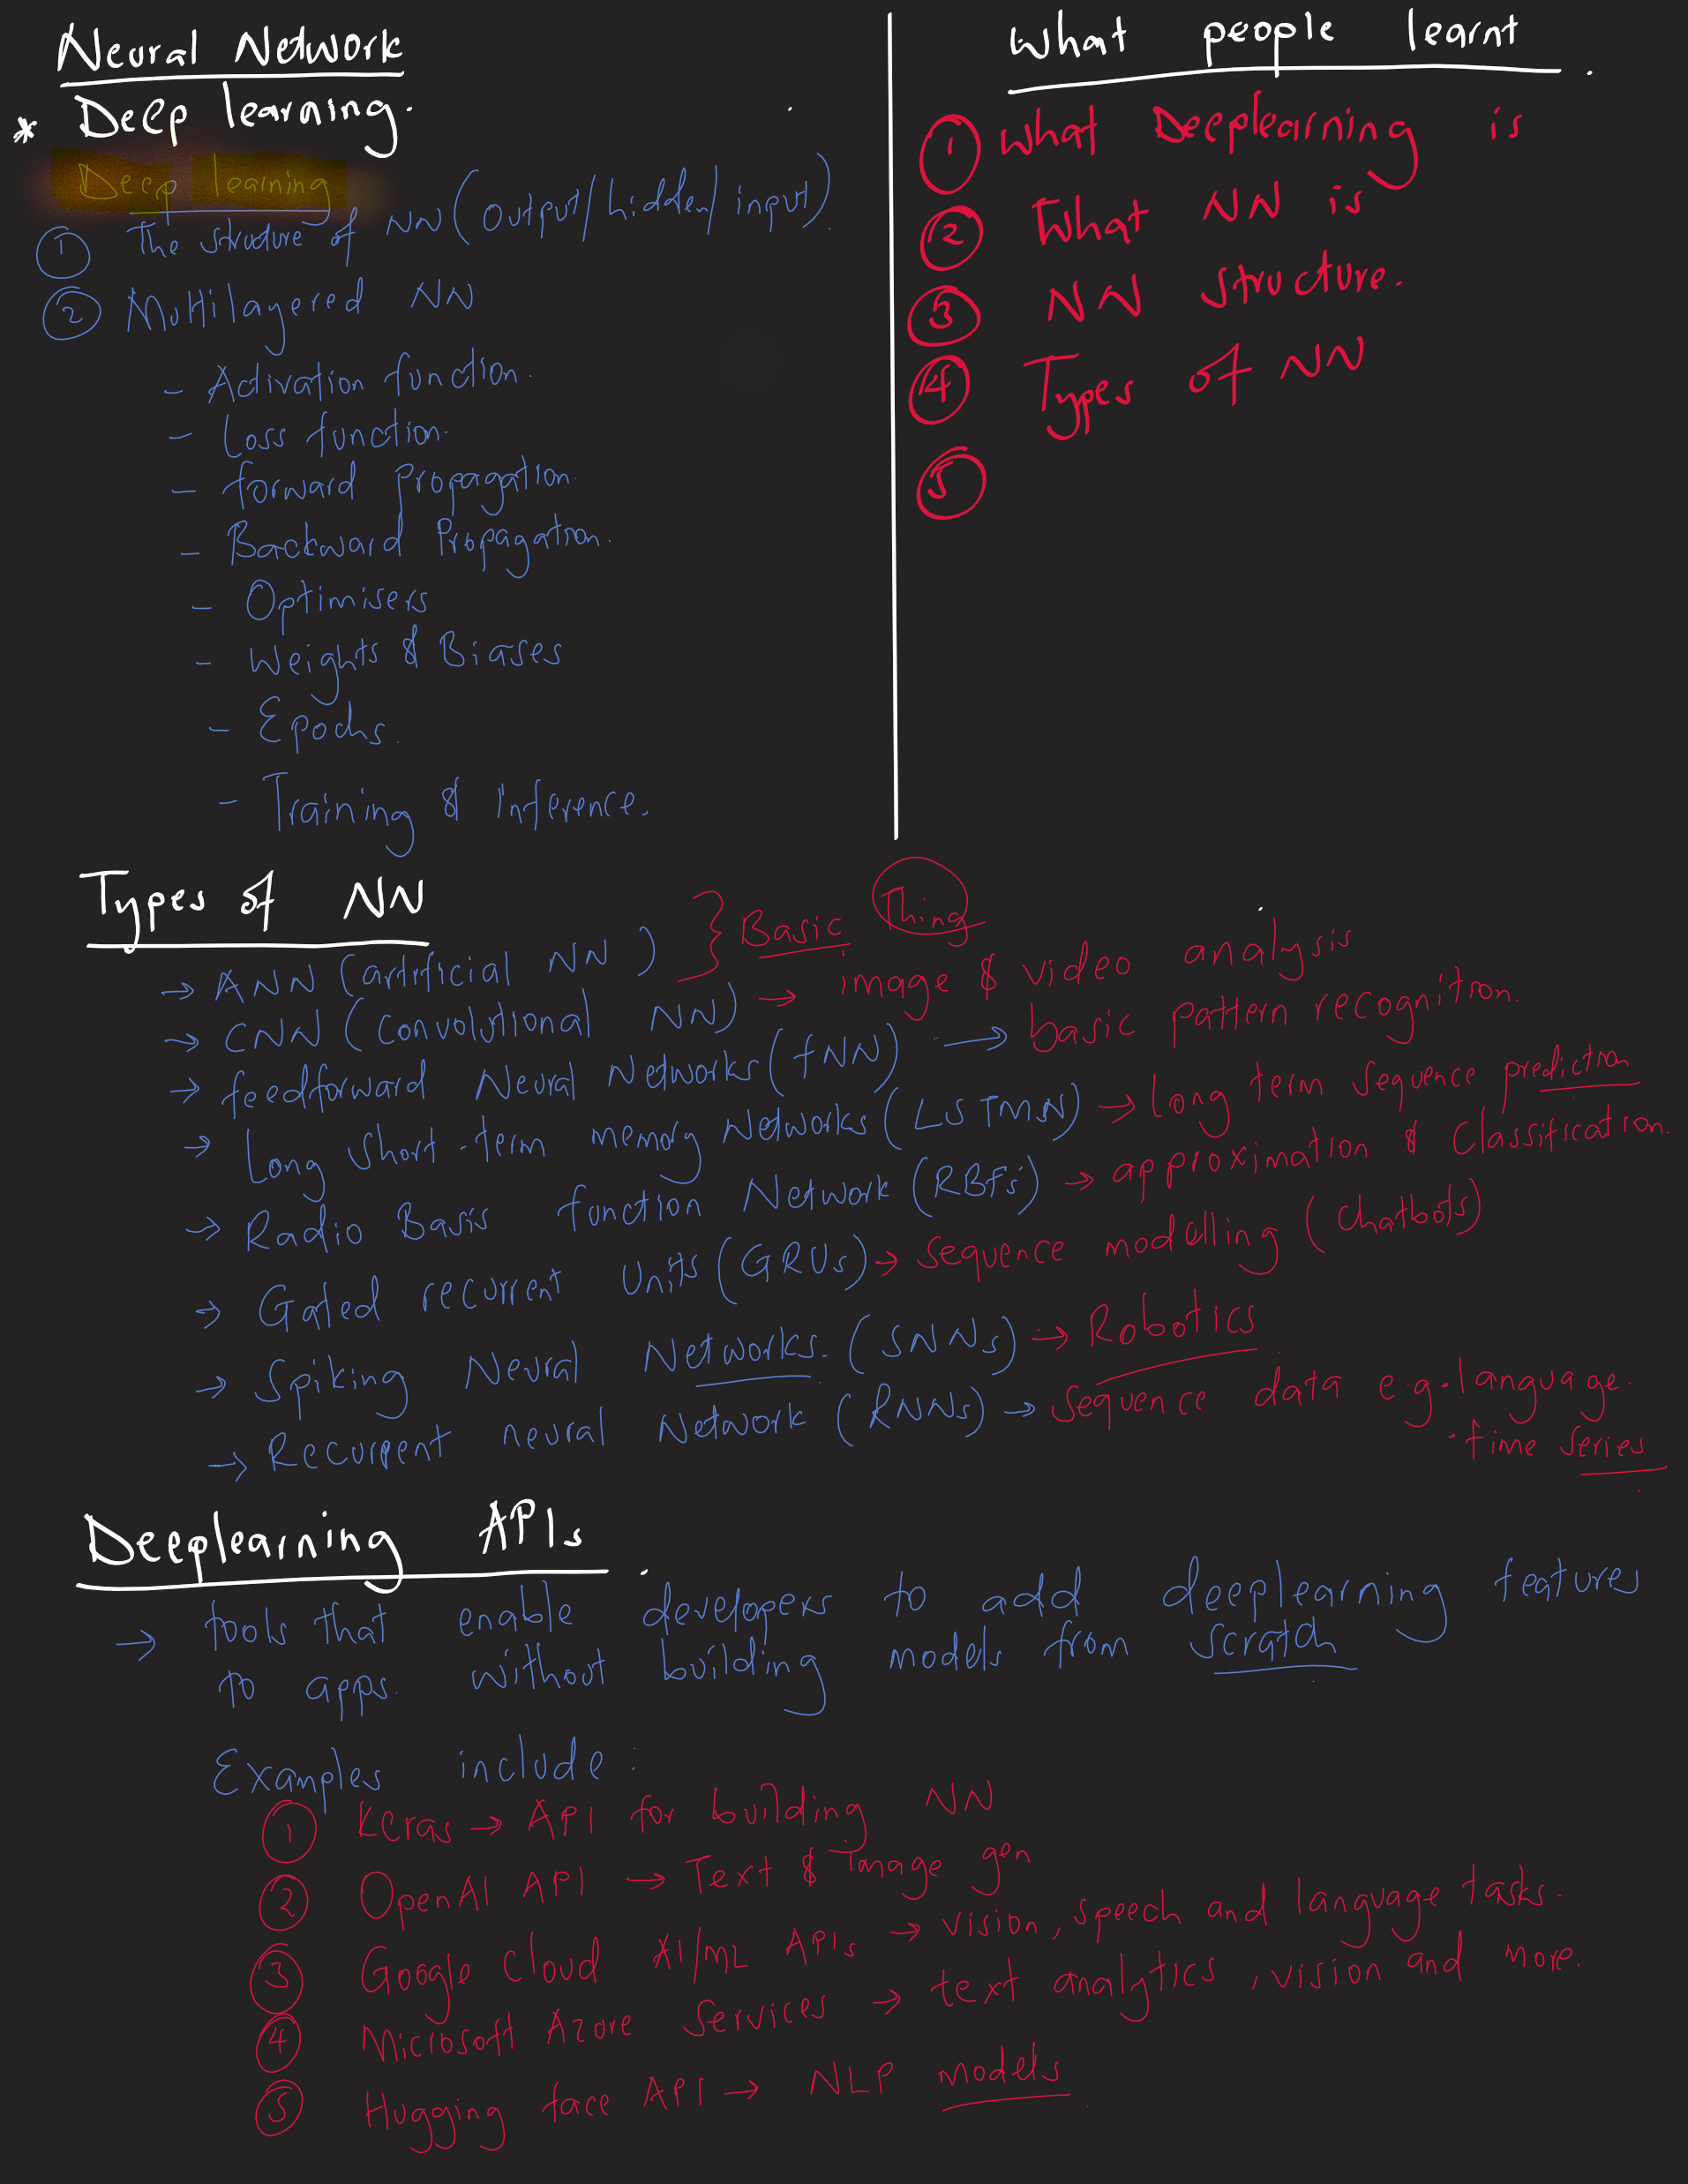 Neural Network
* Deep learning.
Deep learning
① The structure of NN (output/hidden/input).
② Multilayered NN
- Activation function.
- Loss function.
- forward Propagation.
- Backward Propagation.
- Optimisers
- Weights & Biases
- Epochs.
- Training & Inference.
What people learnt.
① What Deeplearning is
② What NN is
③ NN structure.
④ Types of NN
⑤
Types of NN
→ ANN (artificial NN) } Basic Thing
→ CNN (Convolutional NN) → image & video analysis
→ feedforward Neural Networks (fNN) → basic pattern recognition.
→ Long short-term memory Networks (LSTMN) → Long term sequence prediction
→ Radio Basis function Network (RBFs) → approximation & Classification.
→ Gated recurrent Units (GRUs) → Sequence modelling (Chatbots)
→ Spiking Neural Networks. (SNNs) → Robotics
→ Recurrent neural Network (RNNs) → Sequence data e.g. language.
· time series
Deeplearning APIs.
→ tools that enable developers to add deeplearning features
to apps. without building models from scratch
Examples include:
① Keras → API for building NN
② OpenAI API → Text & Image gen
③ Google Cloud AI/ML APIs → vision, speech and language tasks.
④ Microsoft Azore Services → text analytics, vision and more.
⑤ Hugging face API → NLP models